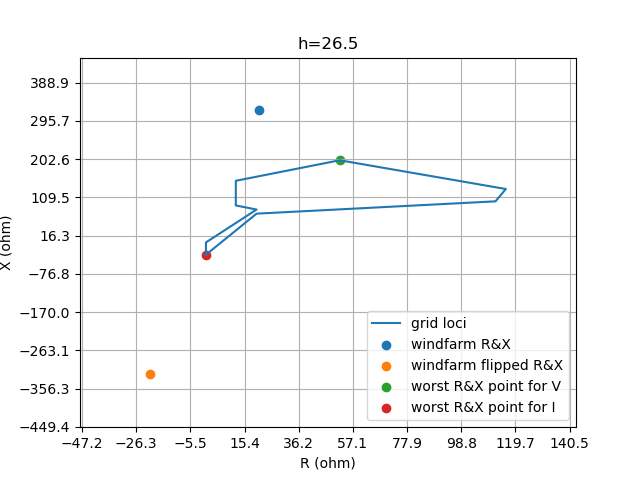 h=26.5
388.9
295.7
202.6
109.5
16.3
−76.8
−170.0
−263.1
−356.3
−449.4
X (ohm)
grid loci
windfarm R&X
windfarm flipped R&X
worst R&X point for V
worst R&X point for I
−47.2 −26.3 −5.5 15.4 36.2 57.1 77.9 98.8 119.7 140.5
R (ohm)